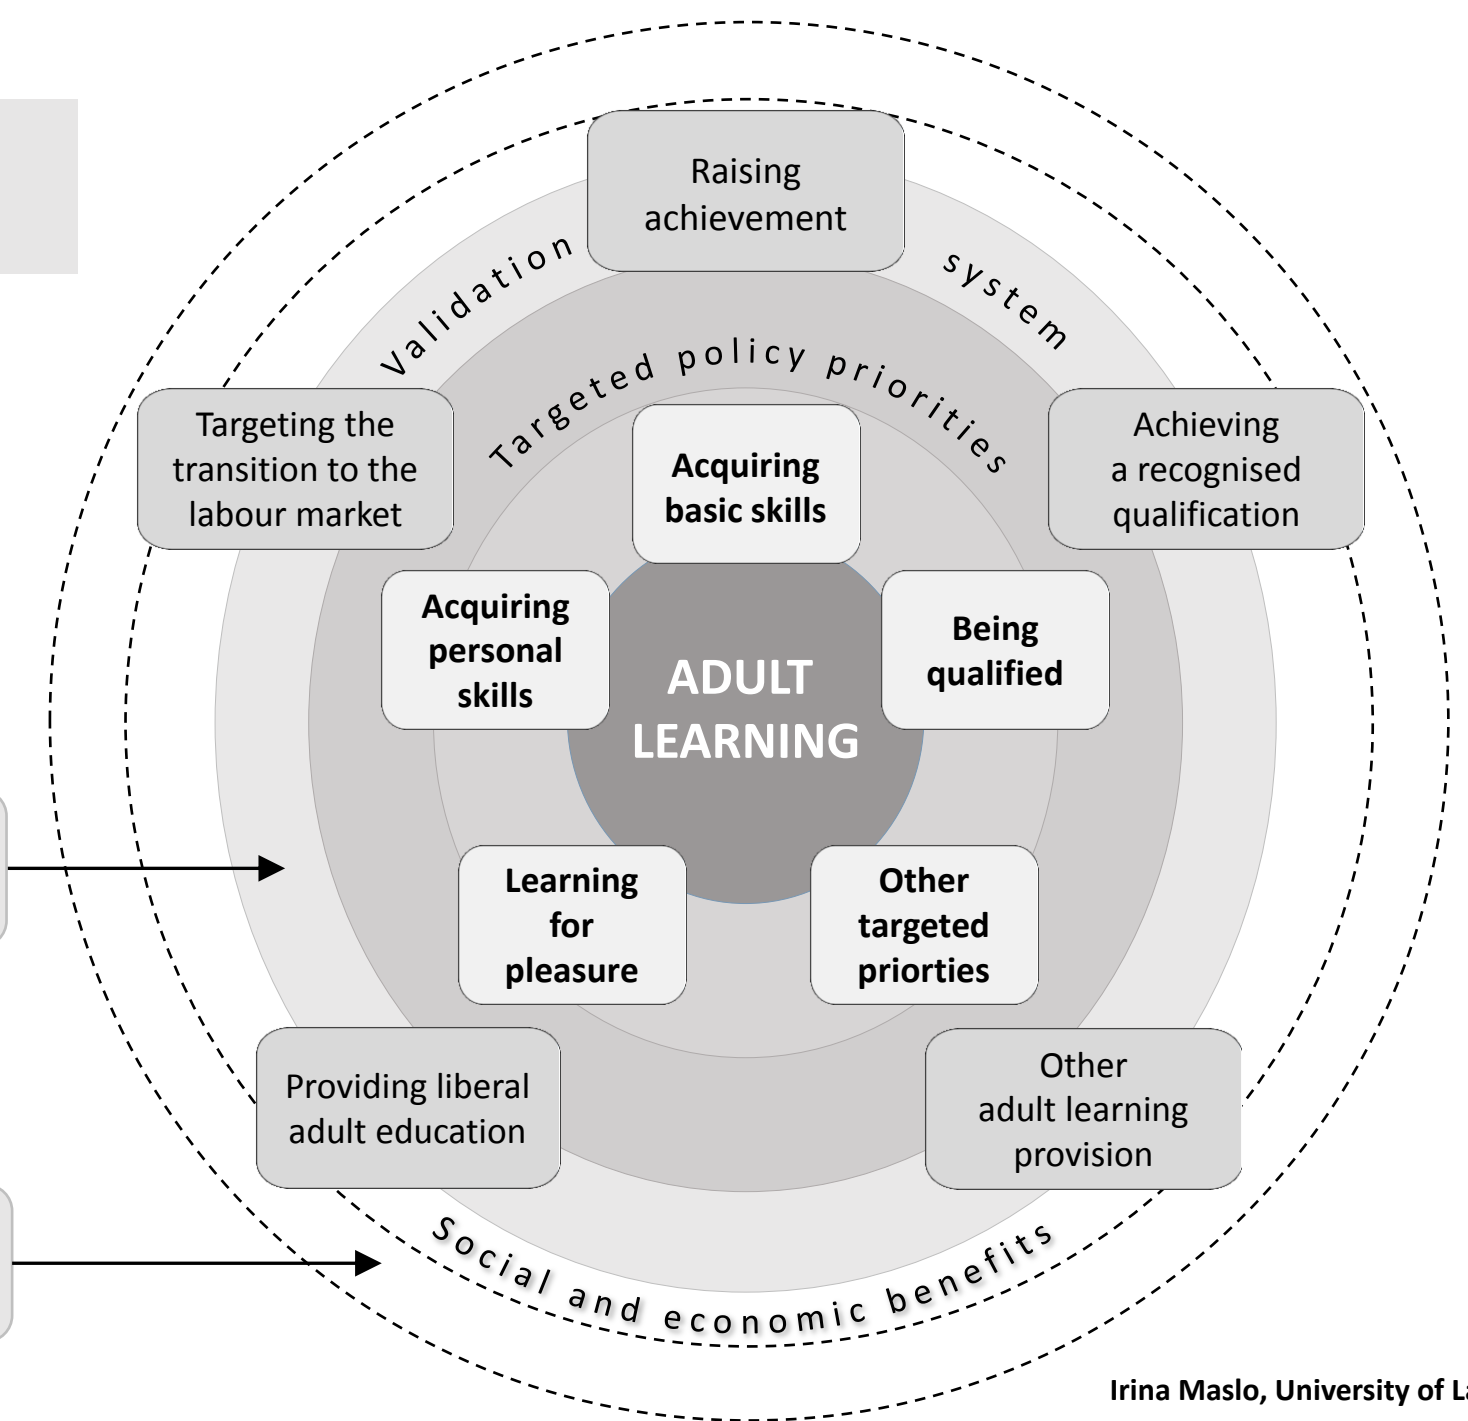 Raising
achievement
Validation system
Targeted policy priorities
Targeting the
transition to the
labour market
Achieving
a recognised
qualification
Acquiring
basic skills
Acquiring
personal
skills
Being
qualified
ADULT
LEARNING
Learning
for
pleasure
Other
targeted
priorties
Providing liberal
adult education
Other
adult learning
provision
Social and economic benefits
Irina Maslo, University of